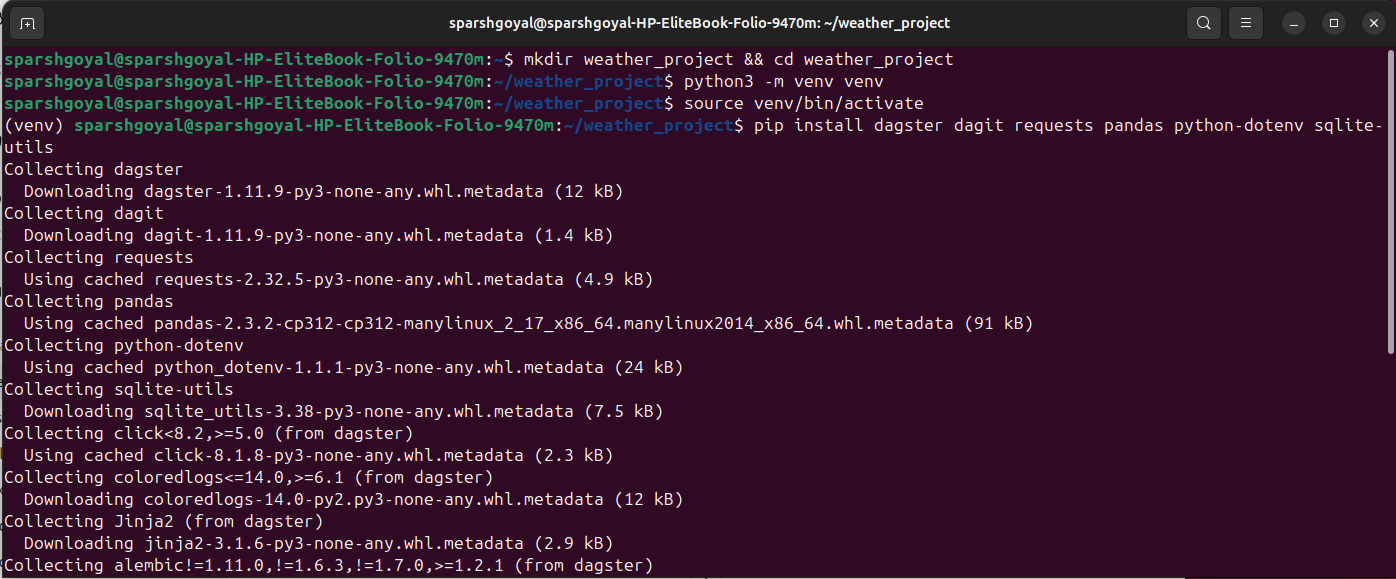 sparshgoyal@sparshgoyal-HP-EliteBook-Folio-9470m: ~/weather_project
sparshgoyal@sparshgoyal-HP-EliteBook-Folio-9470m:~$ mkdir weather_project && cd weather_project
sparshgoyal@sparshgoyal-HP-EliteBook-Folio-9470m:~/weather_project$ python3 -m venv venv
sparshgoyal@sparshgoyal-HP-EliteBook-Folio-9470m:~/weather_project$ source venv/bin/activate
(venv) sparshgoyal@sparshgoyal-HP-EliteBook-Folio-9470m:~/weather_project$ pip install dagster dagit requests pandas python-dotenv sqlite-
utils
Collecting dagster
  Downloading dagster-1.11.9-py3-none-any.whl.metadata (12 kB)
Collecting dagit
  Downloading dagit-1.11.9-py3-none-any.whl.metadata (1.4 kB)
Collecting requests
  Using cached requests-2.32.5-py3-none-any.whl.metadata (4.9 kB)
Collecting pandas
  Using cached pandas-2.3.2-cp312-cp312-manylinux_2_17_x86_64.manylinux2014_x86_64.whl.metadata (91 kB)
Collecting python-dotenv
  Using cached python_dotenv-1.1.1-py3-none-any.whl.metadata (24 kB)
Collecting sqlite-utils
  Downloading sqlite_utils-3.38-py3-none-any.whl.metadata (7.5 kB)
Collecting click<8.2,>=5.0 (from dagster)
  Using cached click-8.1.8-py3-none-any.whl.metadata (2.3 kB)
Collecting coloredlogs<=14.0,>=6.1 (from dagster)
  Downloading coloredlogs-14.0-py2.py3-none-any.whl.metadata (12 kB)
Collecting Jinja2 (from dagster)
  Downloading jinja2-3.1.6-py3-none-any.whl.metadata (2.9 kB)
Collecting alembic!=1.11.0,!=1.6.3,!=1.7.0,>=1.2.1 (from dagster)